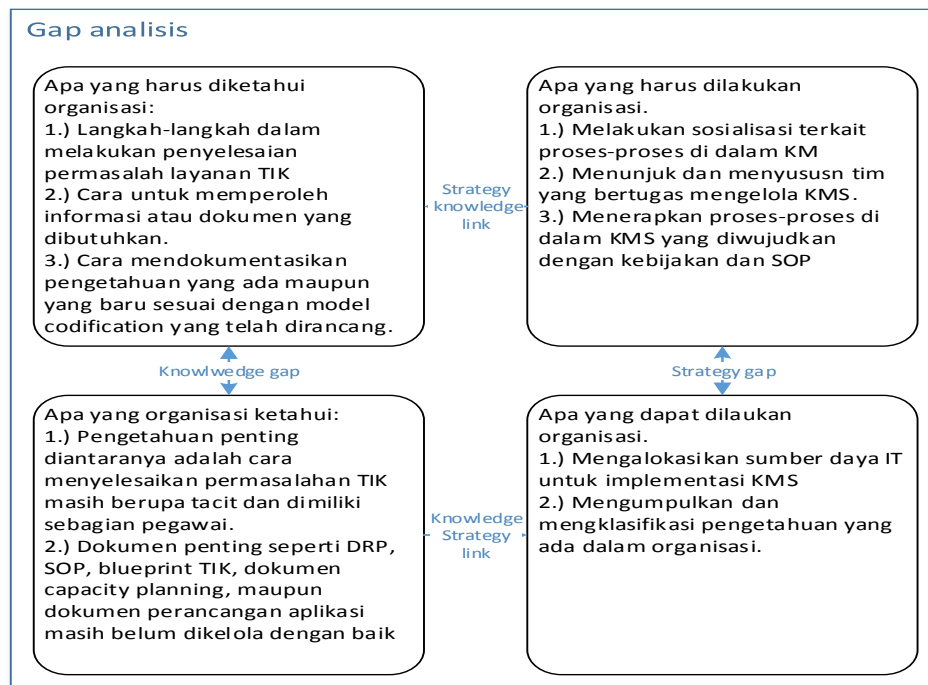 Gap analisis
Apa yang harus diketahui
organisasi:
1.) Langkah-langkah dalam
melakukan penyelesaian
permasalah layanan TIK
2.) Cara untuk memperoleh
informasi atau dokumen yang
dibutuhkan.
3.) Cara mendokumentasikan
pengetahuan yang ada maupun
yang baru sesuai dengan model
codification yang telah dirancang.
Strategy
knowledge
link
Apa yang harus dilakukan
organisasi.
1.) Melakukan sosialisasi terkait
proses-proses di dalam KM
2.) Menunjuk dan menyususn tim
yang bertugas mengelola KMS.
3.) Menerapkan proses-proses di
dalam KMS yang diwujudkan
dengan kebijakan dan SOP
Knowlwedge gap
Strategy gap
Apa yang organisasi ketahui:
1.) Pengetahuan penting
diantaranya adalah cara
menyelesaikan permasalahan TIK
masih berupa tacit dan dimiliki
sebagian pegawai.
2.) Dokumen penting seperti DRP,
SOP, blueprint TIK, dokumen
capacity planning, maupun
dokumen perancangan aplikasi
masih belum dikelola dengan baik
Knowledge
Strategy
link
Apa yang dapat dilaukan
organisasi.
1.) Mengalokasikan sumber daya IT
untuk implementasi KMS
2.) Mengumpulkan dan
mengklasifikasi pengetahuan yang
ada dalam organisasi.